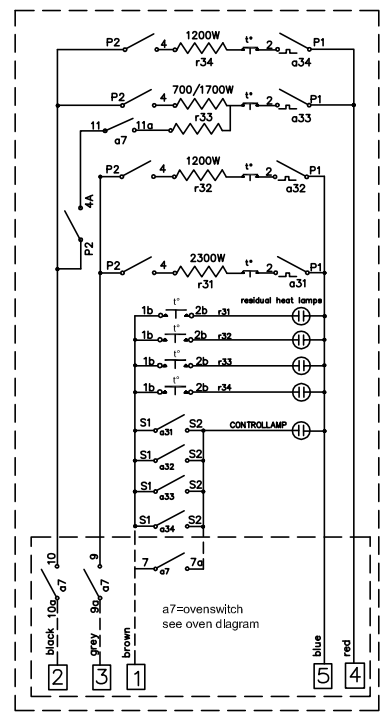 1200W
P2 4 t° 2 P1
r34 a34
700/1700W
P2 4 t° 2 P1
r33 a33
11 11a
a7
1200W
P2 4 t° 2 P1
r32 a32
4A
P2
2300W
P2 4 t° 2 P1
r31 a31
residual heat lamps
t°
1b 2b r31
t°
1b 2b r32
t°
1b 2b r33
t°
1b 2b r34
S1 S2 CONTROLLAMP
a31
S1 S2
a32
S1 S2
a33
S1 S2
a34
10 9 7 7a
a7 a7 a7
10a 9a
a7=ovenswitch
see oven diagram
black grey brown blue red
2 3 1 5 4